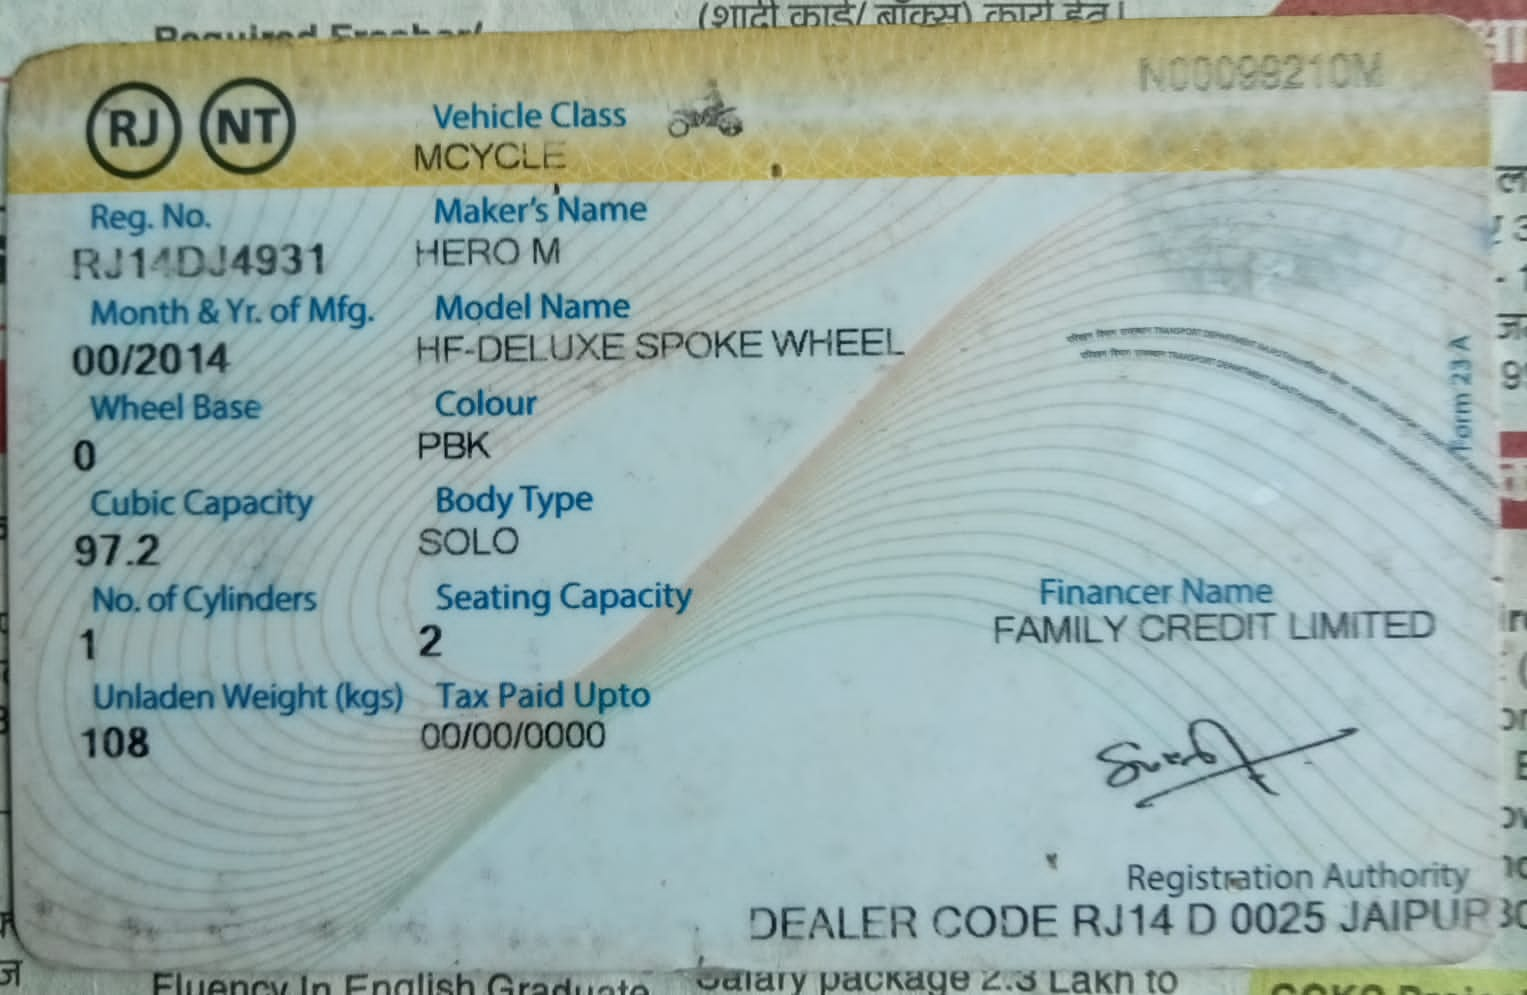 (शादी कार्ड/ बॉक्स) कार्य हेतु।
Required Fresher/
RJ NT
N00099210M
Vehicle Class
MCYCLE
Reg. No. Maker's Name
RJ14DJ4931 HERO M
Month & Yr. of Mfg. Model Name
00/2014 HF-DELUXE SPOKE WHEEL
Wheel Base Colour
0 PBK
Cubic Capacity Body Type
97.2 SOLO
No. of Cylinders Seating Capacity
1 2
Unladen Weight (kgs) Tax Paid Upto
108 00/00/0000
Form 23 A
Financer Name
FAMILY CREDIT LIMITED
Registration Authority
DEALER CODE RJ14 D 0025 JAIPUR
Fluency In English Graduate
Salary package 2.3 Lakh to